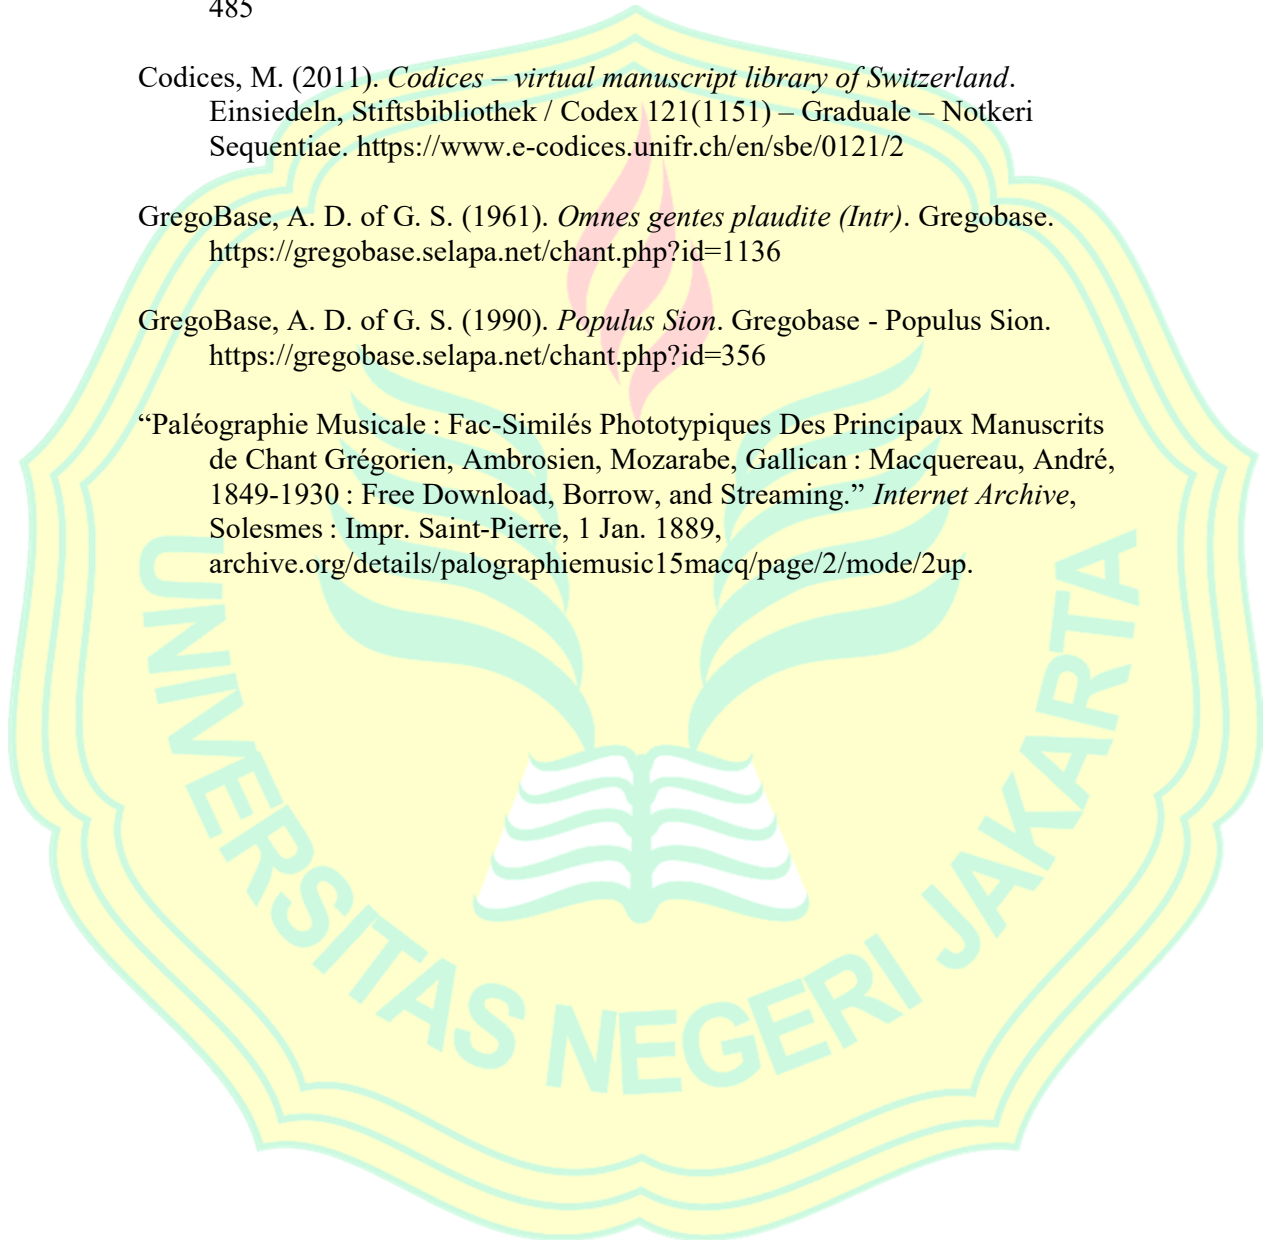 485
Codices, M. (2011). Codices – virtual manuscript library of Switzerland.
Einsiedeln, Stiftsbibliothek / Codex 121(1151) – Graduale – Notkeri
Sequentiae. https://www.e-codices.unifr.ch/en/sbe/0121/2
GregoBase, A. D. of G. S. (1961). Omnes gentes plaudite (Intr). Gregobase.
https://gregobase.selapa.net/chant.php?id=1136
GregoBase, A. D. of G. S. (1990). Populus Sion. Gregobase - Populus Sion.
https://gregobase.selapa.net/chant.php?id=356
“Paléographie Musicale : Fac-Similés Phototypiques Des Principaux Manuscrits
de Chant Grégorien, Ambrosien, Mozarabe, Gallican : Macquereau, André,
1849-1930 : Free Download, Borrow, and Streaming.” Internet Archive,
Solesmes : Impr. Saint-Pierre, 1 Jan. 1889,
archive.org/details/palographiemusic15macq/page/2/mode/2up.
UNIVERSITAS NEGERI JAKARTA